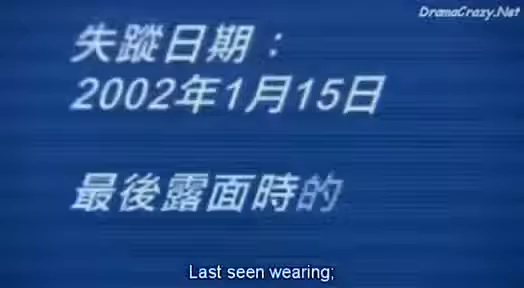 DramaCrazy.Net
失蹤日期：
2002年1月15日
最後露面時的
Last seen wearing;